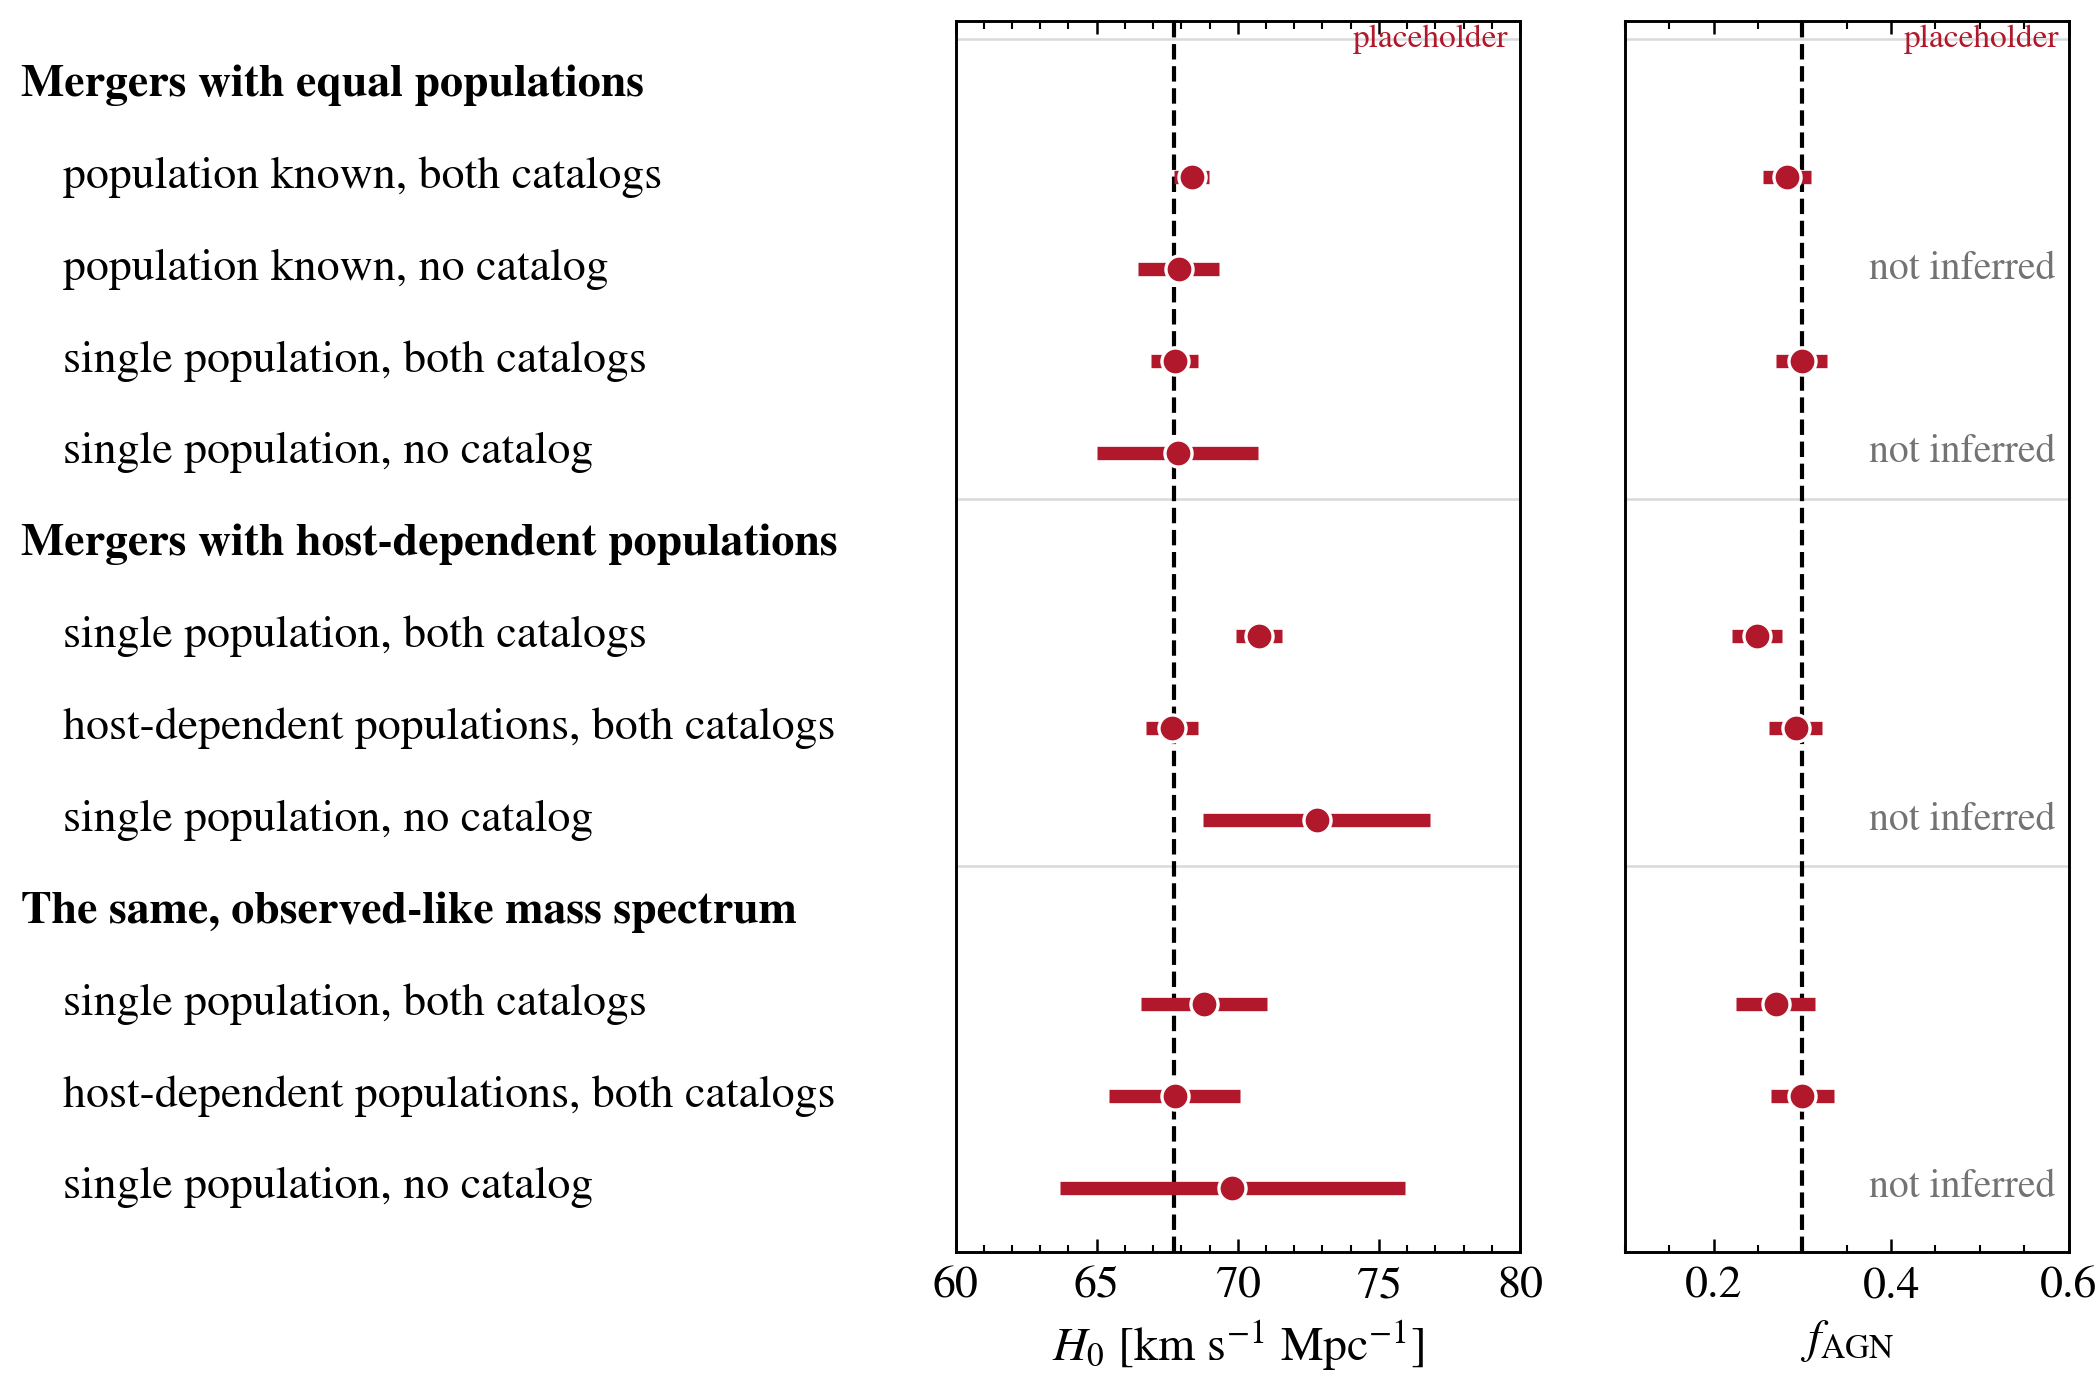 placeholder placeholder
Mergers with equal populations
population known, both catalogs
population known, no catalog not inferred
single population, both catalogs
single population, no catalog not inferred
Mergers with host-dependent populations
single population, both catalogs
host-dependent populations, both catalogs
single population, no catalog not inferred
The same, observed-like mass spectrum
single population, both catalogs
host-dependent populations, both catalogs
single population, no catalog not inferred
60 65 70 75 80 0.2 0.4 0.6
H₀ [km s⁻¹ Mpc⁻¹] f_AGN